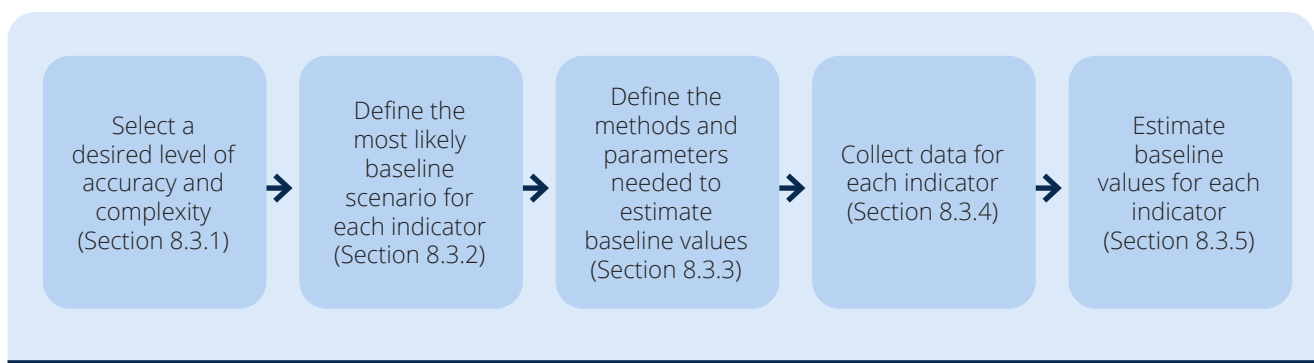 Select a
desired level of
accuracy and
complexity
(Section 8.3.1)
Define the
most likely
baseline
scenario for
each indicator
(Section 8.3.2)
Define the
methods and
parameters
needed to
estimate
baseline values
(Section 8.3.3)
Collect data for
each indicator
(Section 8.3.4)
Estimate
baseline
values for each
indicator
(Section 8.3.5)